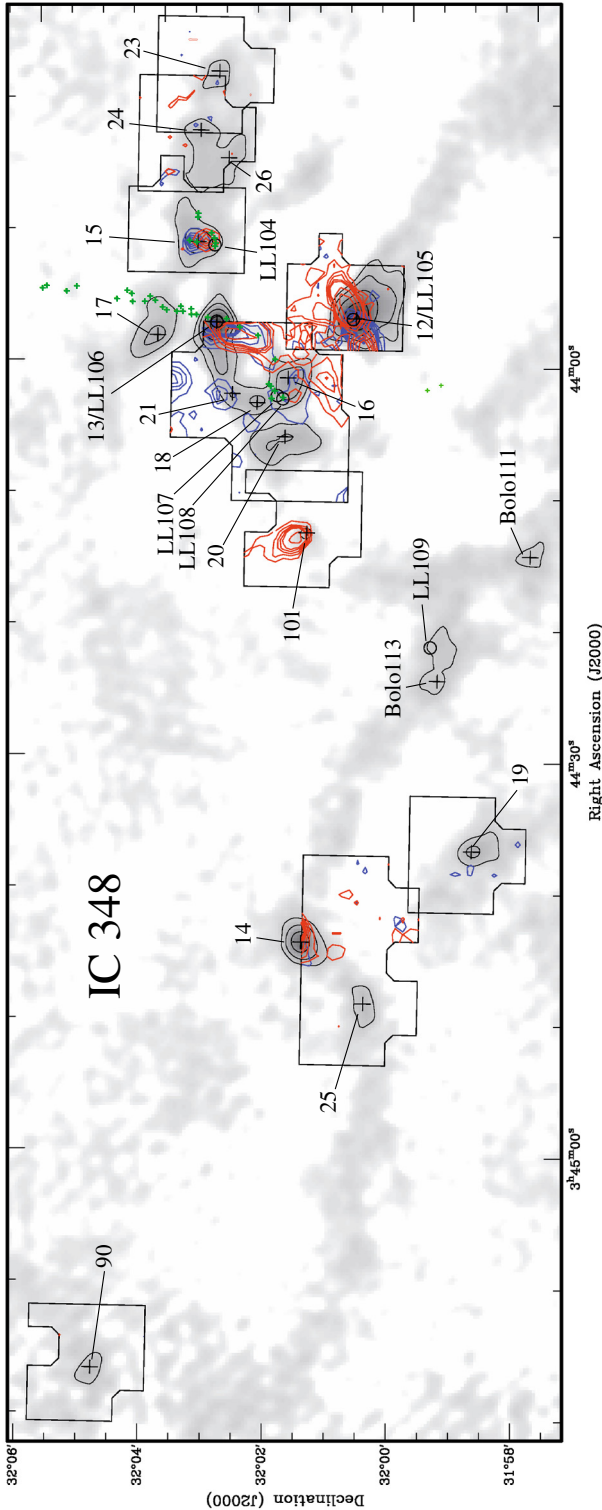 IC 348
23
24
26
15
LL104
17
13/LL106
12/LL105
21
18
16
LL107
LL108
20
101
Bolo111
LL109
Bolo113
19
14
25
90
32°06'
32°04'
32°02'
32°00'
31°58'
Declination (J2000)
3ʰ45ᵐ00ˢ
44ᵐ30ˢ
44ᵐ00ˢ
Right Ascension (J2000)